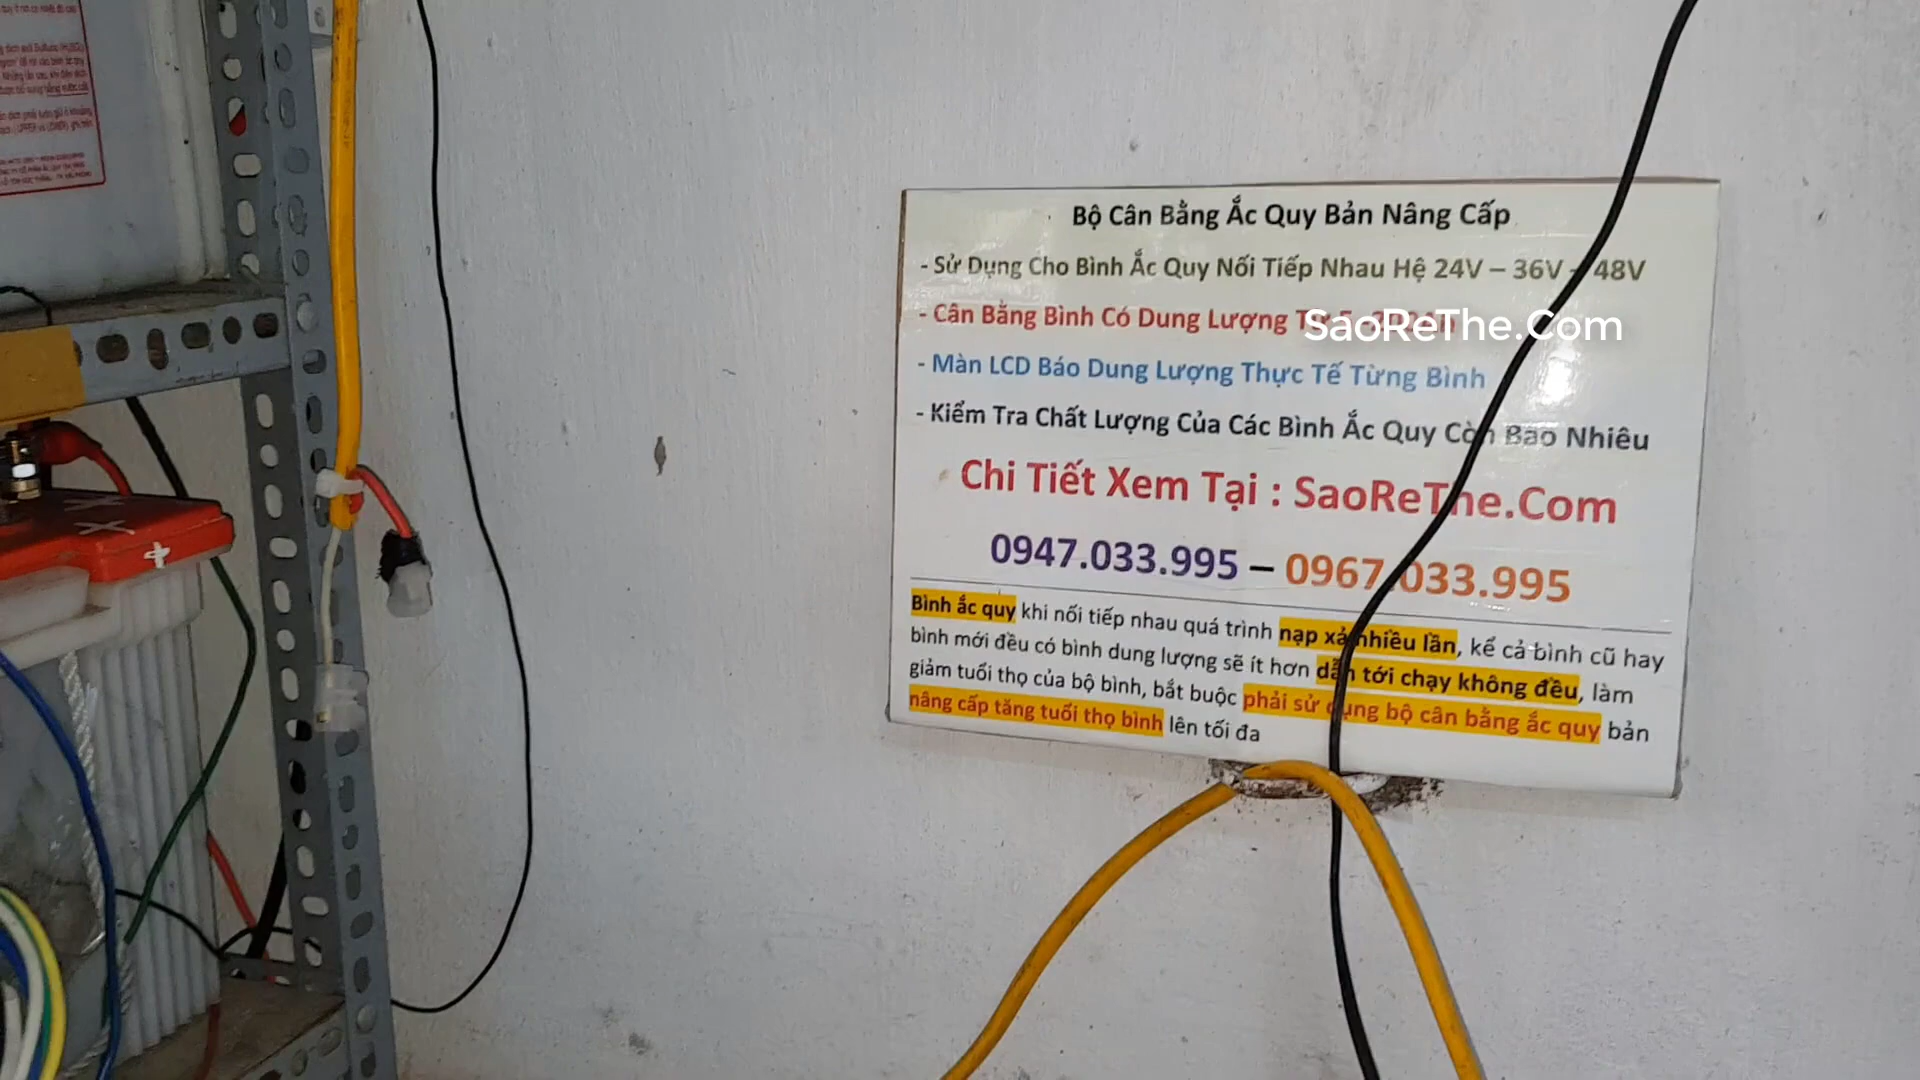 Bộ Cân Bằng Ắc Quy Bản Nâng Cấp
- Sử Dụng Cho Bình Ắc Quy Nối Tiếp Nhau Hệ 24V – 36V - 48V
- Cân Bằng Bình Có Dung Lượng Từ
SaoReThe.Com
- Màn LCD Báo Dung Lượng Thực Tế Từng Bình
- Kiểm Tra Chất Lượng Của Các Bình Ắc Quy Còn Bao Nhiêu
Chi Tiết Xem Tại : SaoReThe.Com
0947.033.995 – 0967.033.995
Bình ắc quy khi nối tiếp nhau quá trình nạp xả nhiều lần, kể cả bình cũ hay
bình mới đều có bình dung lượng sẽ ít hơn dẫn tới chạy không đều, làm
giảm tuổi thọ của bộ bình, bắt buộc phải sử dụng bộ cân bằng ắc quy bản
nâng cấp tăng tuổi thọ bình lên tối đa